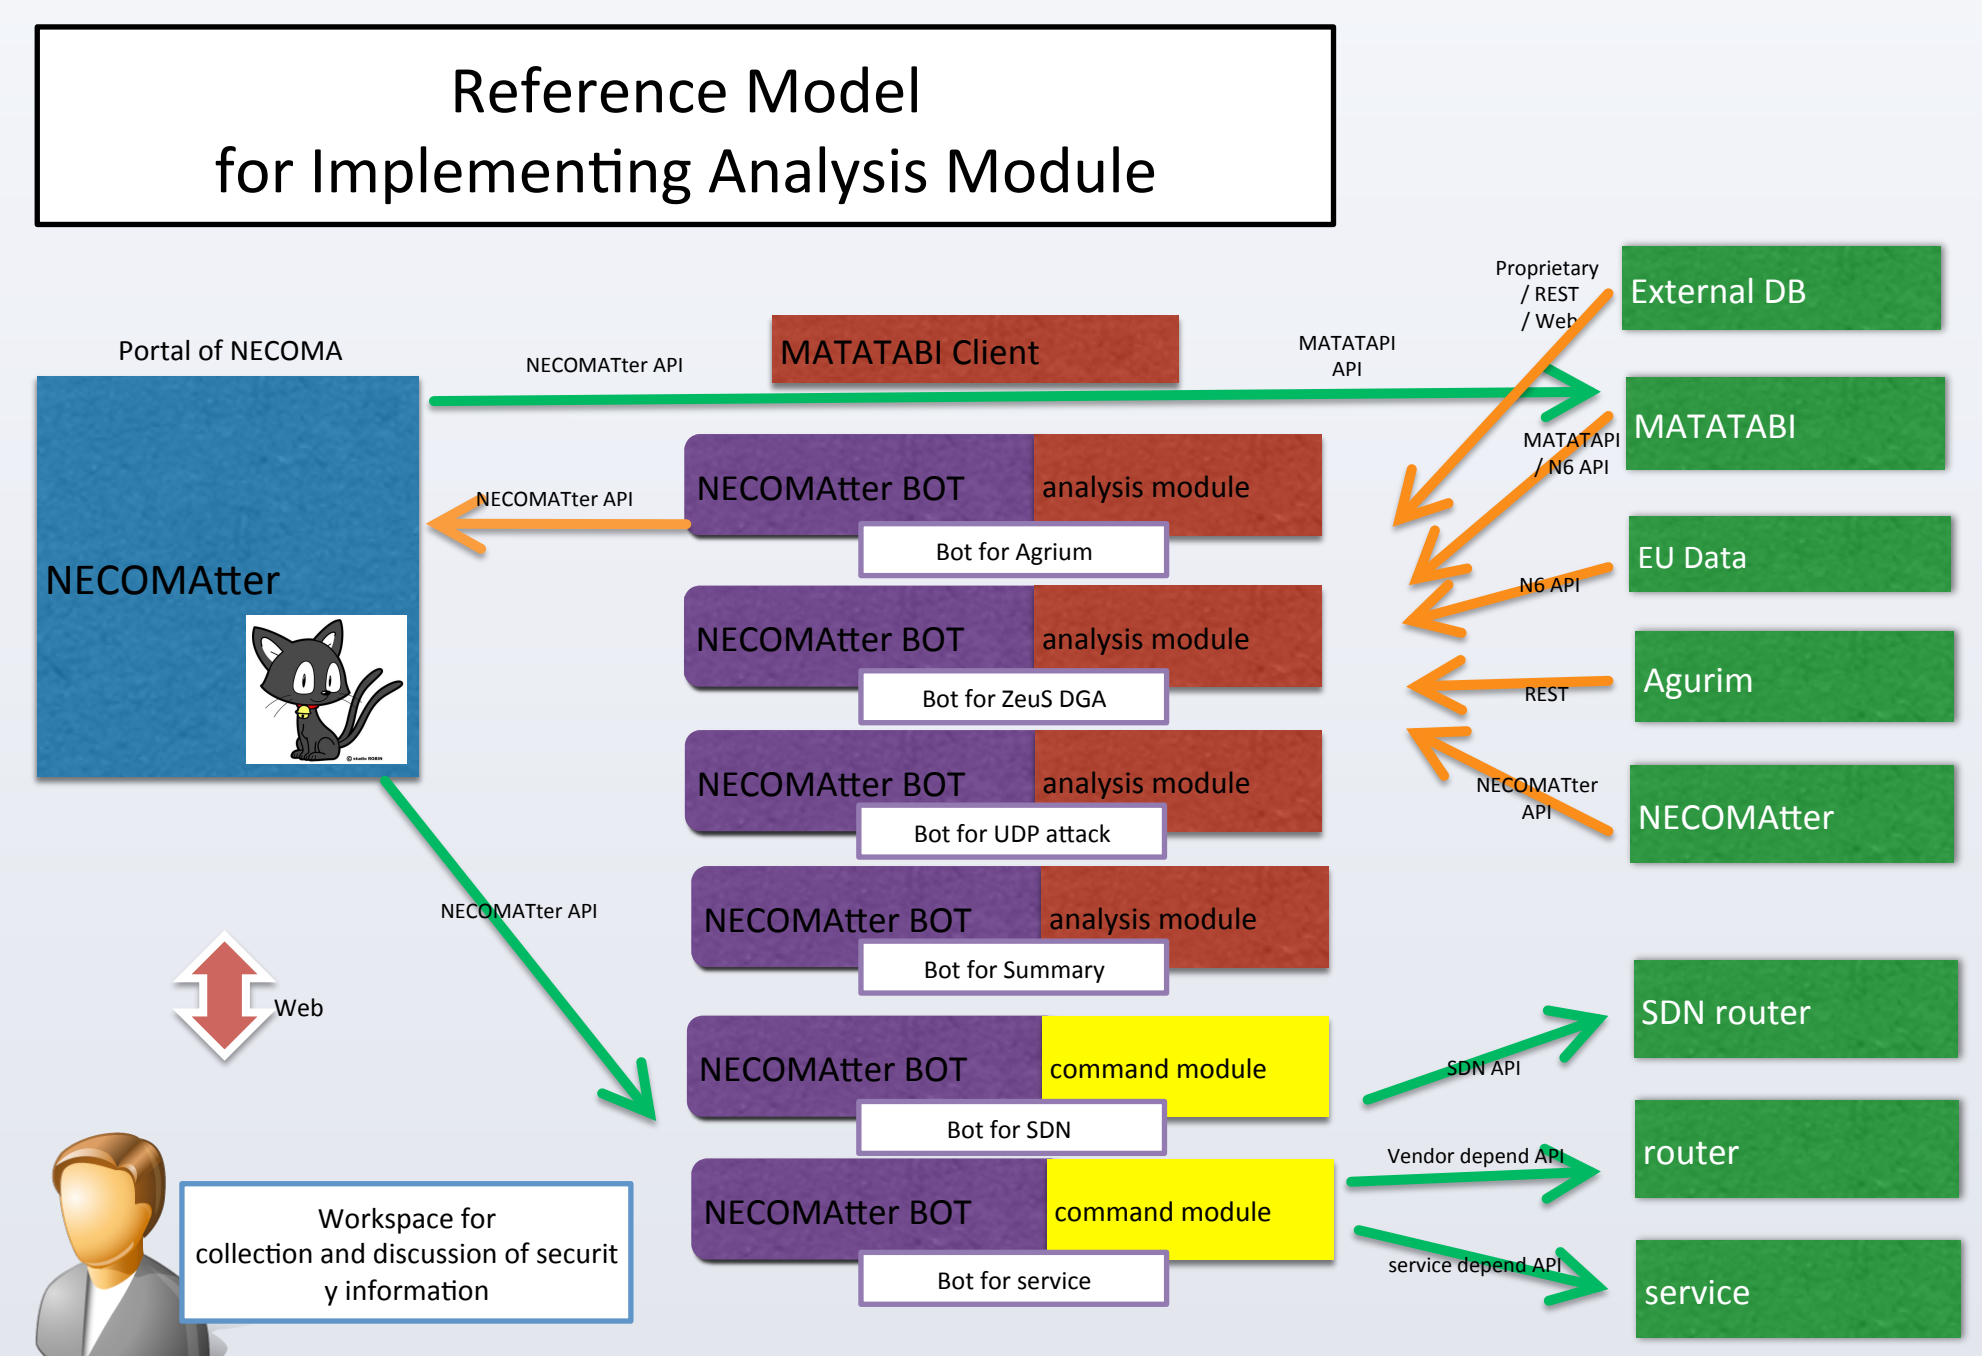 Reference Model
for Implementing Analysis Module
Portal of NECOMA
NECOMAtter
© studio ROBIN
NECOMATter API
MATATABI Client
MATATAPI
API
NECOMATter API
NECOMAtter BOT
analysis module
Bot for Agrium
NECOMAtter BOT
analysis module
Bot for ZeuS DGA
NECOMAtter BOT
analysis module
Bot for UDP attack
NECOMAtter BOT
analysis module
Bot for Summary
NECOMATter API
NECOMAtter BOT
command module
Bot for SDN
NECOMAtter BOT
command module
Bot for service
Proprietary
/ REST
/ Web
External DB
MATATAPI
/ N6 API
MATATABI
N6 API
EU Data
REST
Agurim
NECOMATter
API
NECOMAtter
SDN API
SDN router
Vendor depend API
router
service depend API
service
Web
Workspace for
collection and discussion of securit
y information